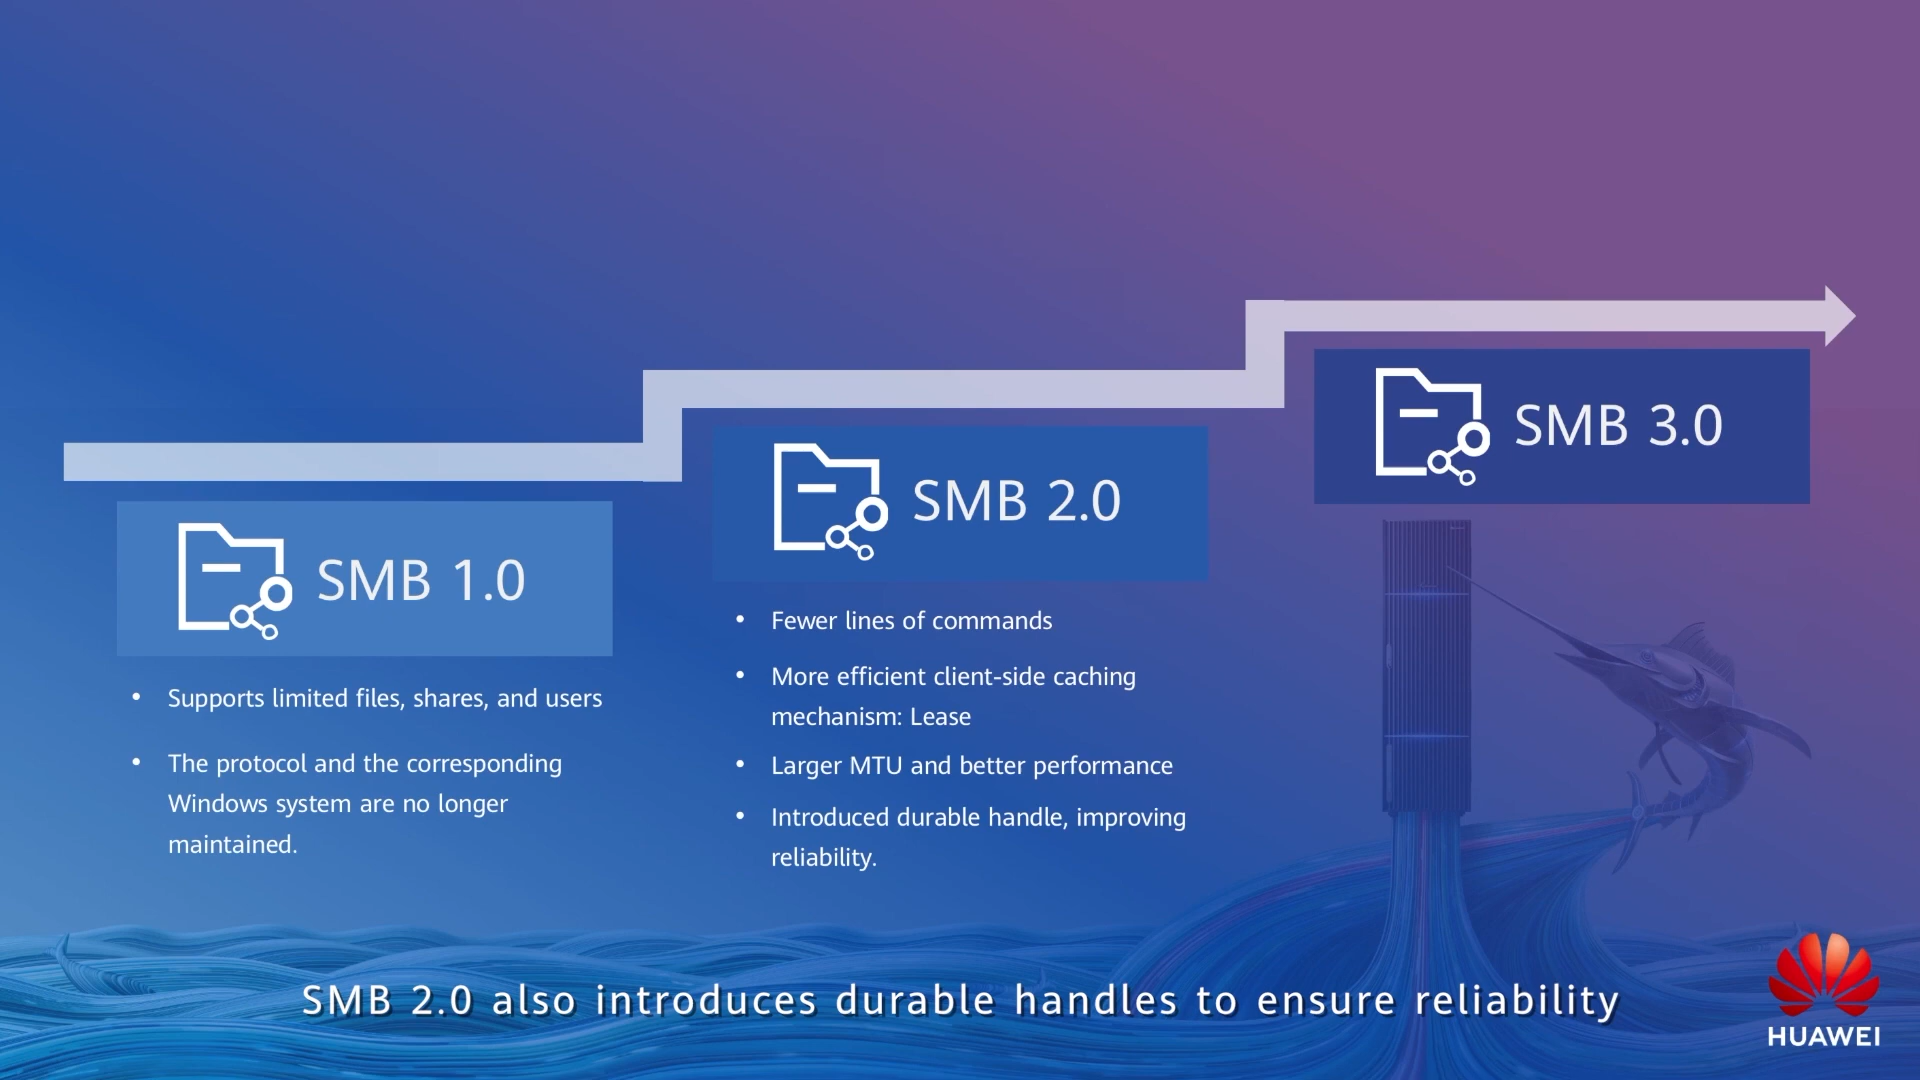 SMB 1.0
• Supports limited files, shares, and users
• The protocol and the corresponding
Windows system are no longer
maintained.
SMB 2.0
• Fewer lines of commands
• More efficient client-side caching
mechanism: Lease
• Larger MTU and better performance
• Introduced durable handle, improving
reliability.
SMB 3.0
SMB 2.0 also introduces durable handles to ensure reliability
HUAWEI